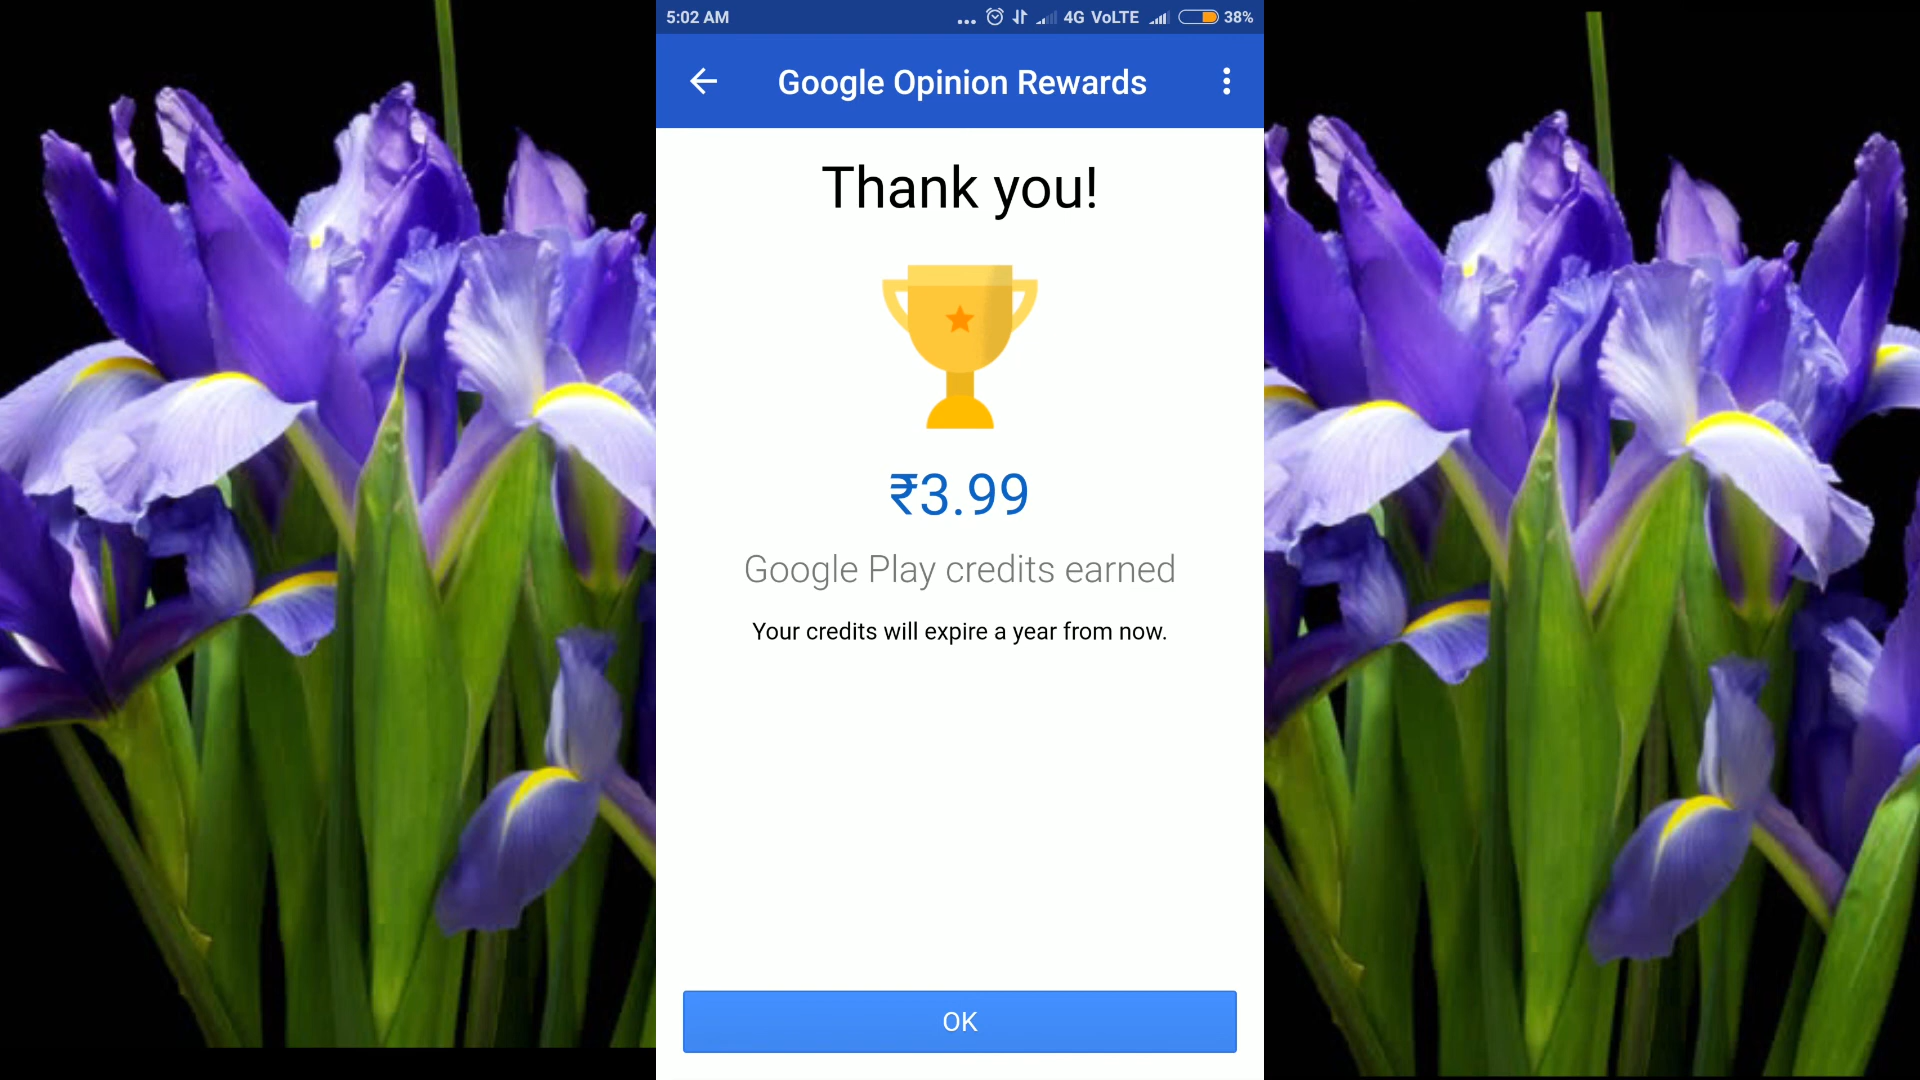 5:02 AM ... 4G VoLTE 38%
Google Opinion Rewards
Thank you!
₹3.99
Google Play credits earned
Your credits will expire a year from now.
OK